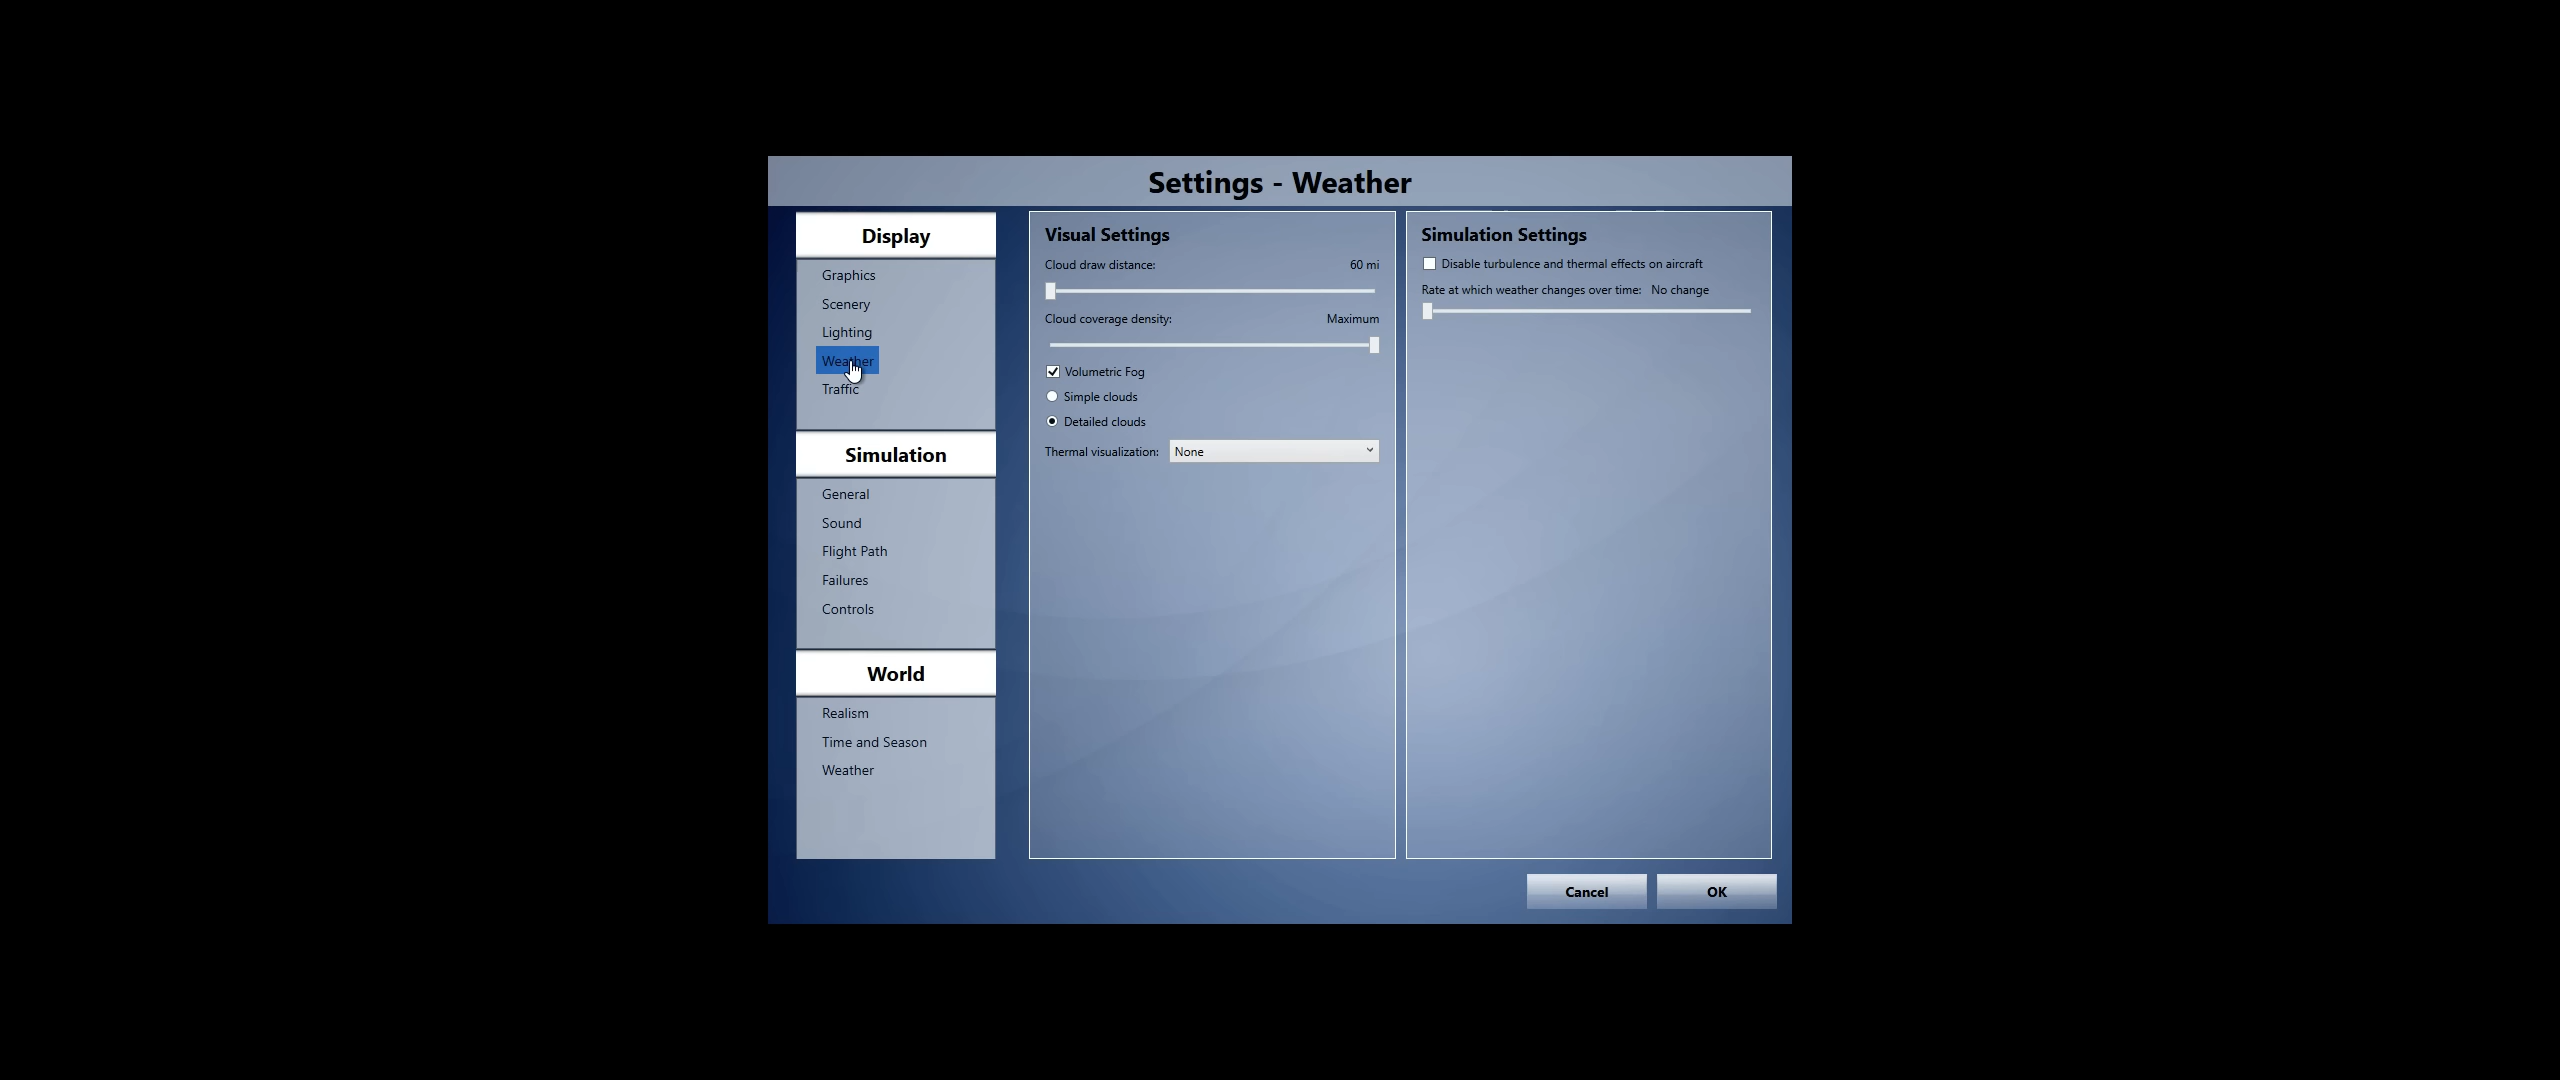 Settings - Weather
Display
Graphics
Scenery
Lighting
Weather
Traffic
Simulation
General
Sound
Flight Path
Failures
Controls
World
Realism
Time and Season
Weather
Visual Settings
Cloud draw distance: 60 mi
Cloud coverage density: Maximum
Volumetric Fog
Simple clouds
Detailed clouds
Thermal visualization: None
Simulation Settings
Disable turbulence and thermal effects on aircraft
Rate at which weather changes over time: No change
Cancel OK